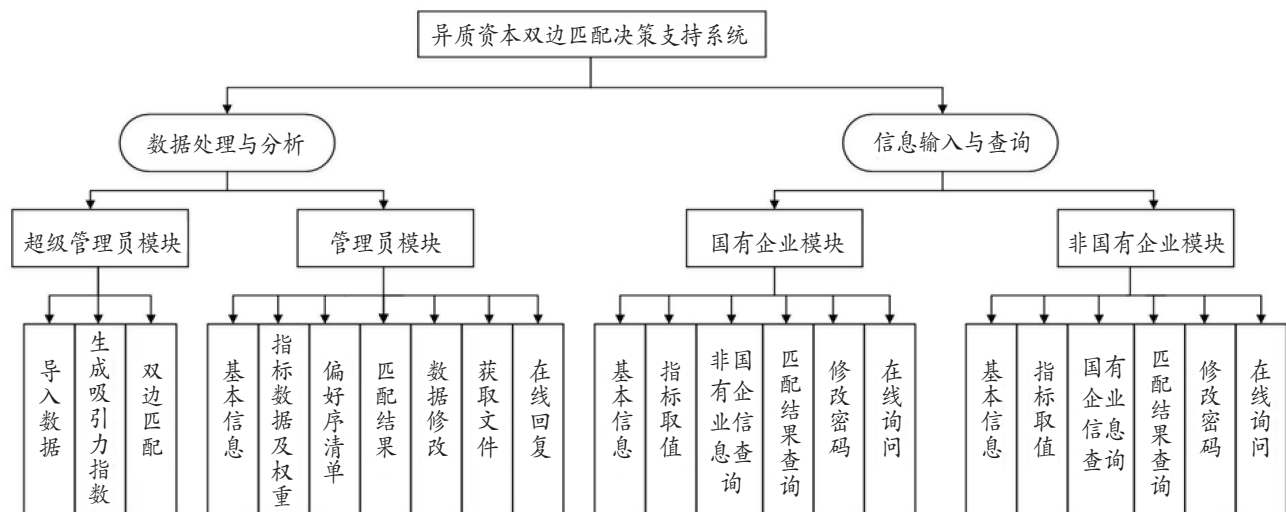 异质资本双边匹配决策支持系统
数据处理与分析
信息输入与查询
超级管理员模块
管理员模块
国有企业模块
非国有企业模块
导入数据
生成吸引力指数
双边匹配
基本信息
指标数据及权重
偏好序清单
匹配结果
数据修改
获取文件
在线回复
基本信息
指标取值
非国有企业信息查询
匹配结果查询
修改密码
在线询问
基本信息
指标取值
国有企业信息查询
匹配结果查询
修改密码
在线询问